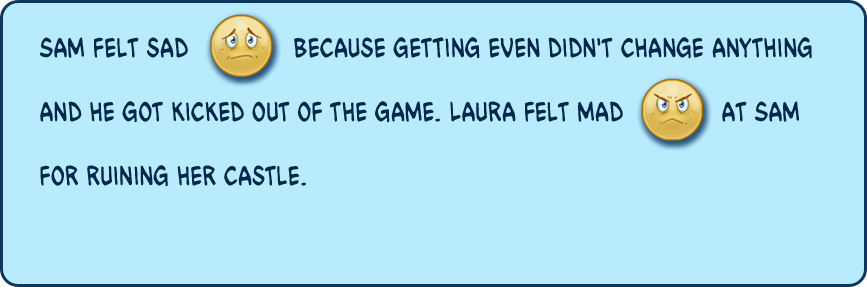 SAM FELT SAD BECAUSE GETTING EVEN DIDN'T CHANGE ANYTHING
AND HE GOT KICKED OUT OF THE GAME. LAURA FELT MAD AT SAM
FOR RUINING HER CASTLE.